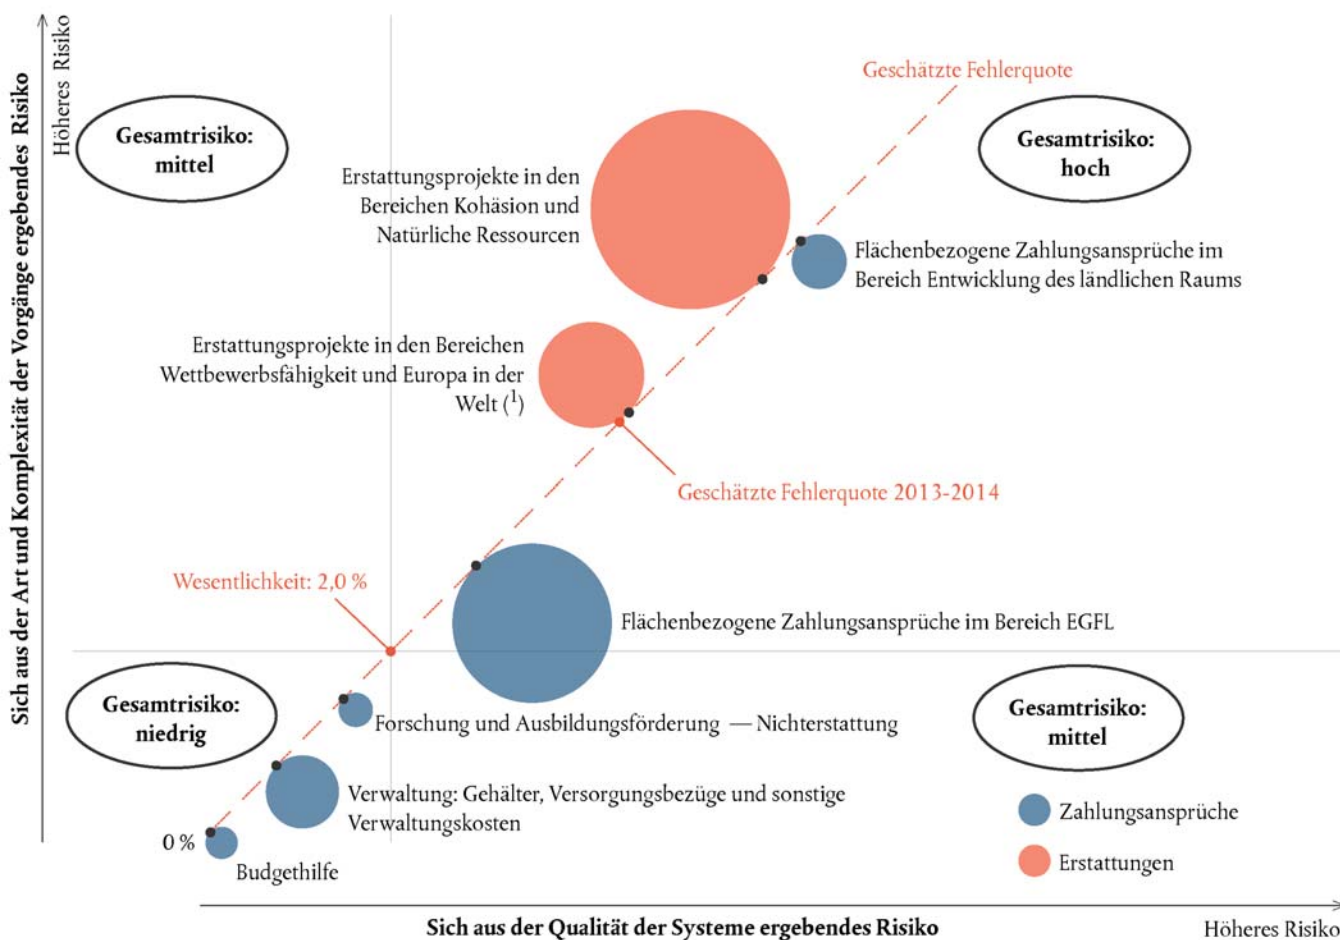 Sich aus der Art und Komplexität der Vorgänge ergebendes Risiko
Höheres Risiko
Geschätzte Fehlerquote
Gesamtrisiko:
mittel
Gesamtrisiko:
hoch
Erstattungsprojekte in den
Bereichen Kohäsion und
Natürliche Ressourcen
Flächenbezogene Zahlungsansprüche im
Bereich Entwicklung des ländlichen Raums
Erstattungsprojekte in den Bereichen
Wettbewerbsfähigkeit und Europa in der
Welt (1)
Geschätzte Fehlerquote 2013-2014
Wesentlichkeit: 2,0 %
Flächenbezogene Zahlungsansprüche im Bereich EGFL
Gesamtrisiko:
niedrig
Gesamtrisiko:
mittel
Forschung und Ausbildungsförderung — Nichterstattung
Verwaltung: Gehälter, Versorgungsbezüge und sonstige
Verwaltungskosten
Zahlungsansprüche
0 %
Erstattungen
Budgethilfe
Sich aus der Qualität der Systeme ergebendes Risiko
Höheres Risiko